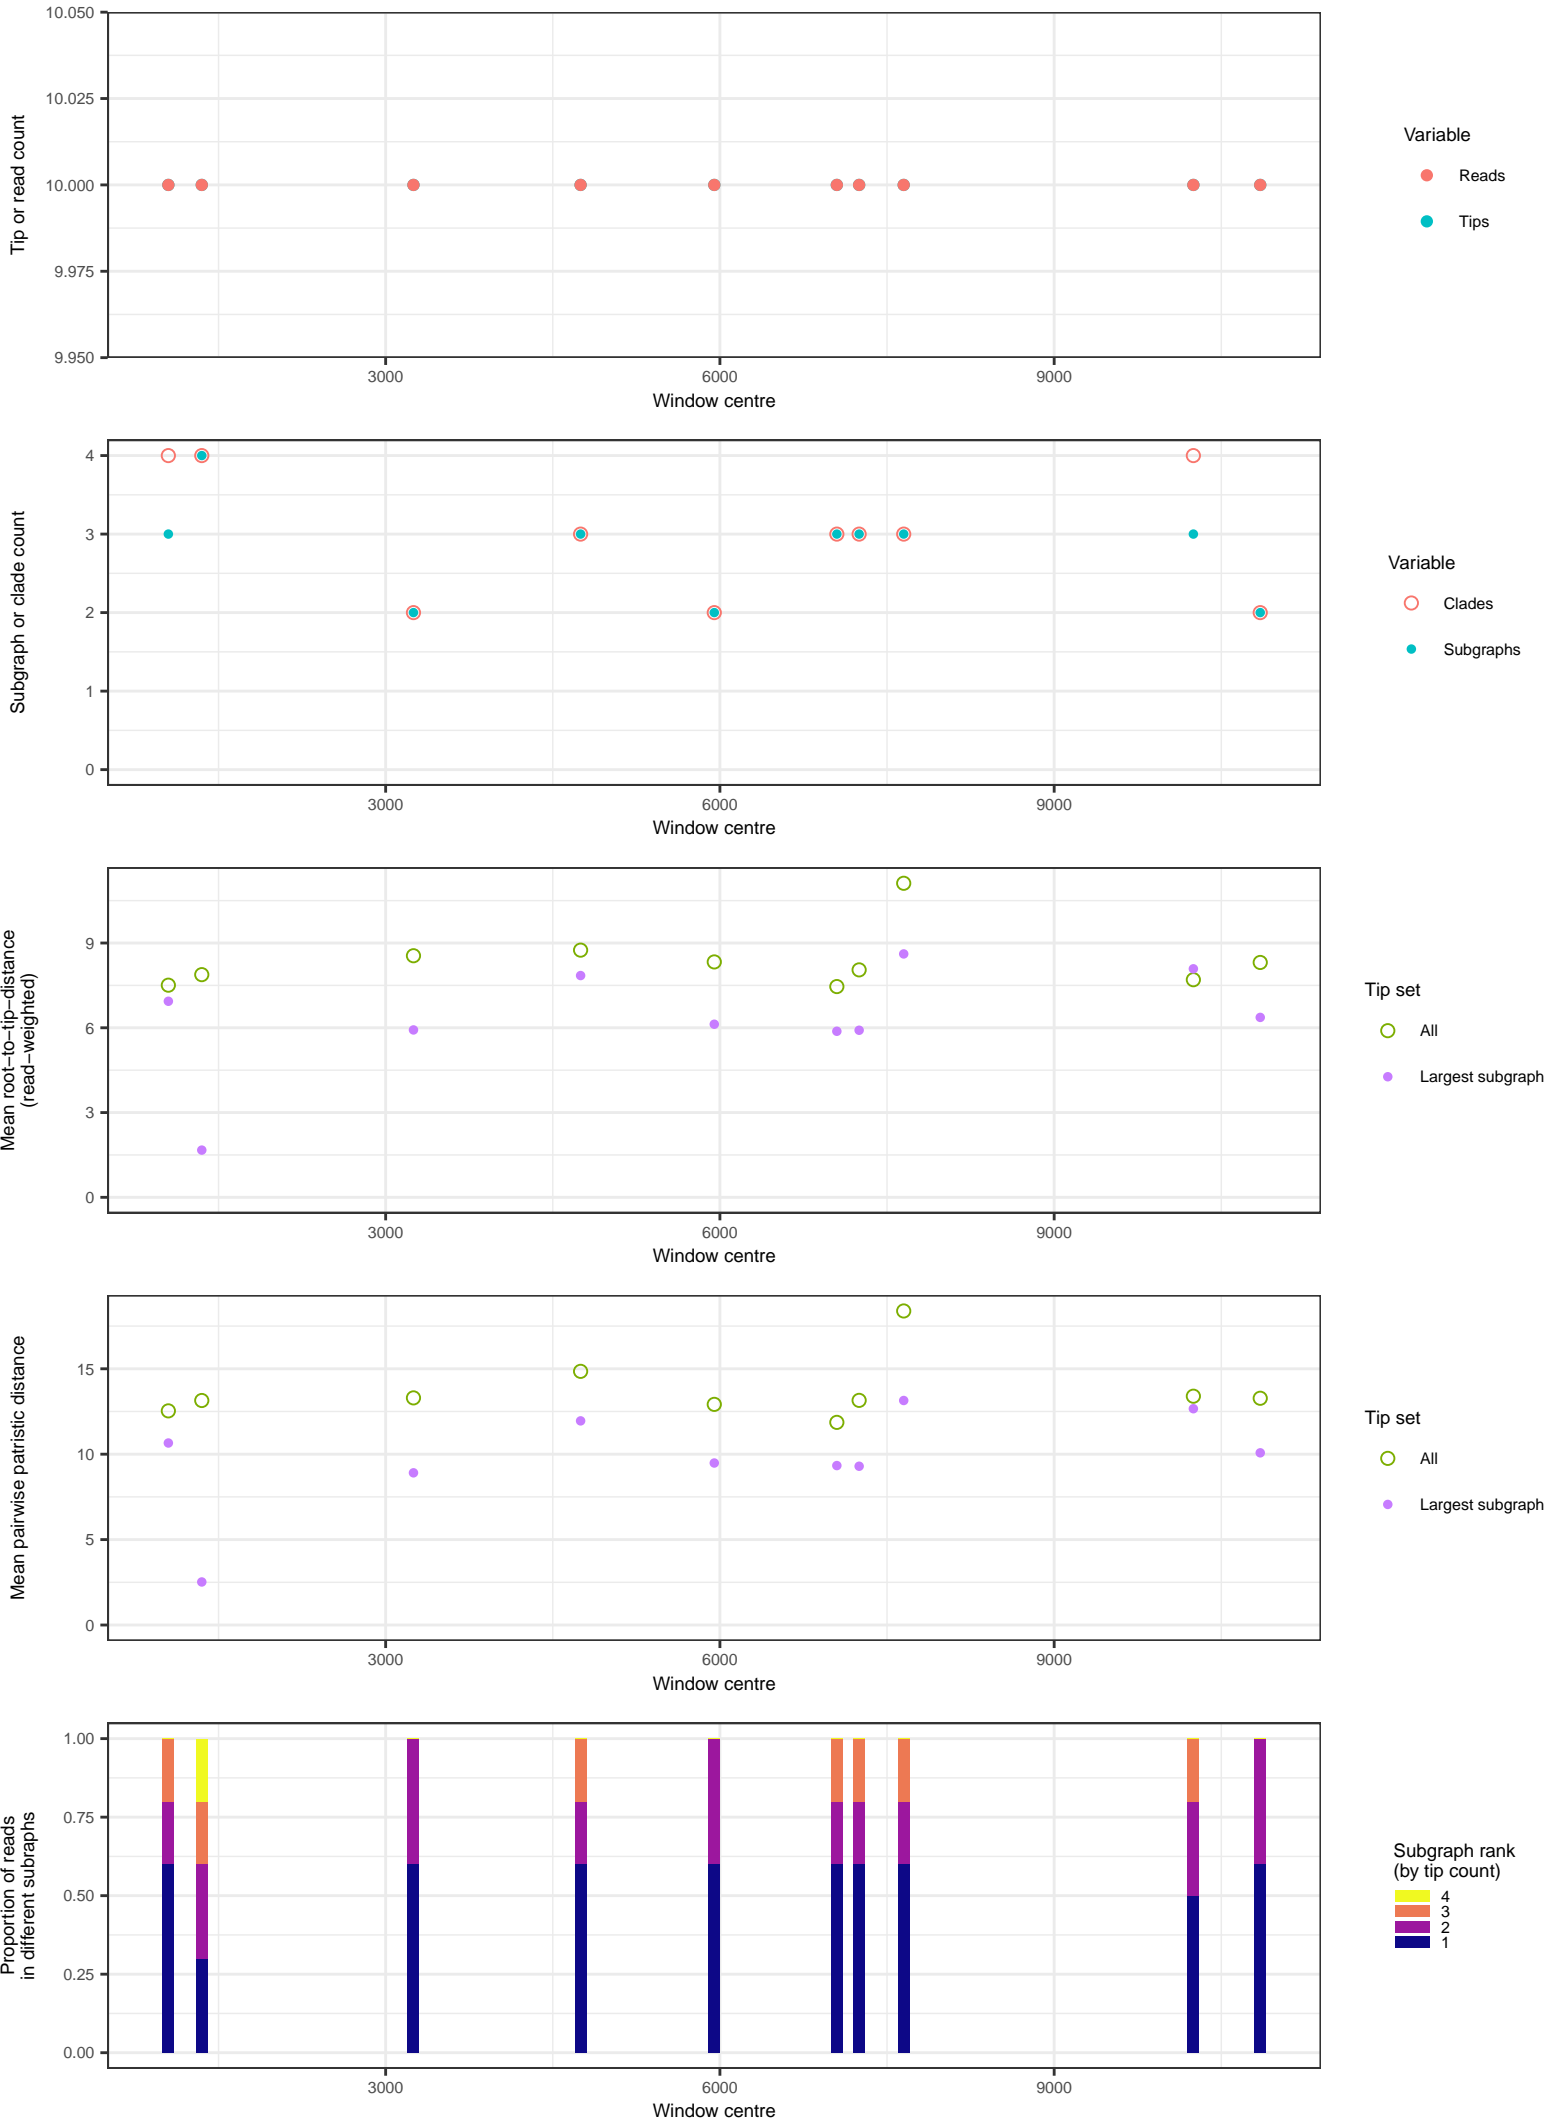 10.050
10.025
10.000
9.975
9.950
Tip or read count
3000
6000
9000
Window centre
Variable
Reads
Tips
4
3
2
1
0
Subgraph or clade count
3000
6000
9000
Window centre
Variable
Clades
Subgraphs
9
6
3
0
Mean root−to−tip−distance
(read−weighted)
3000
6000
9000
Window centre
Tip set
All
Largest subgraph
15
10
5
0
Mean pairwise patristic distance
3000
6000
9000
Window centre
Tip set
All
Largest subgraph
1.00
0.75
0.50
0.25
0.00
Proportion of reads
in different subraphs
3000
6000
9000
Window centre
Subgraph rank
(by tip count)
4
3
2
1